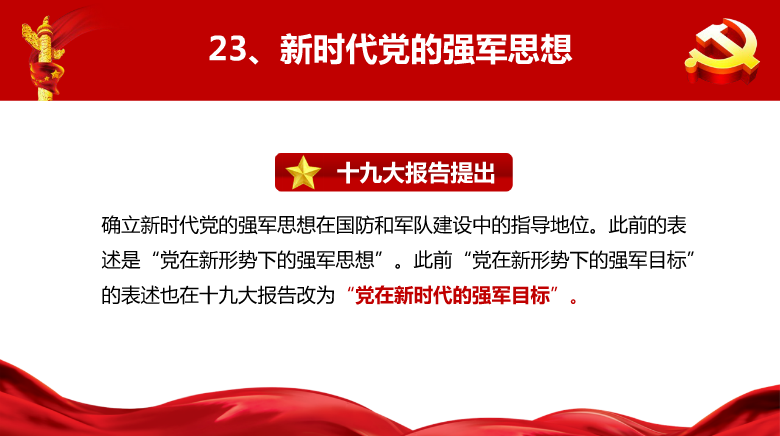 23、新时代党的强军思想
十九大报告提出
确立新时代党的强军思想在国防和军队建设中的指导地位。此前的表
述是“党在新形势下的强军思想”。此前“党在新形势下的强军目标”
的表述也在十九大报告改为“党在新时代的强军目标”。